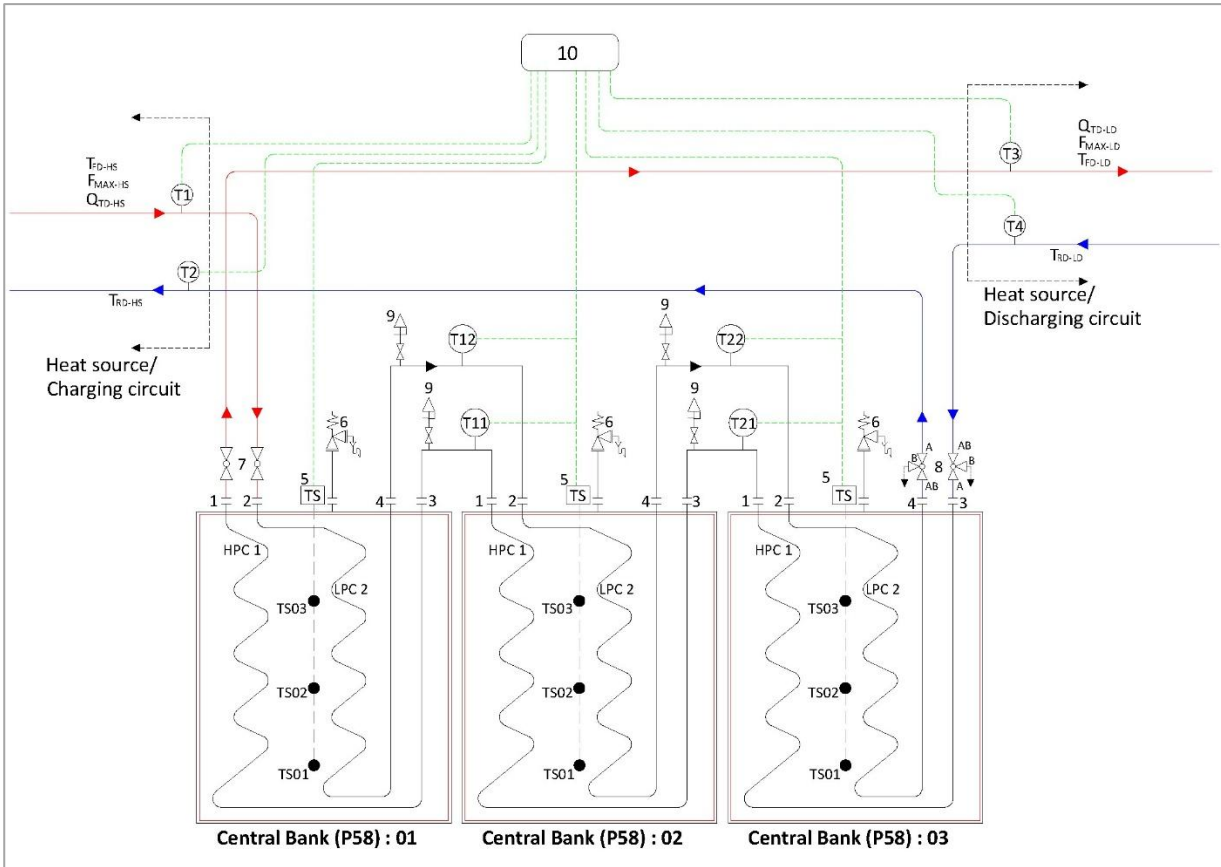 10
T3
QTD-LD
FMAX-LD
TFD-LD
TFD-HS
FMAX-HS
QTD-HS
T1
T4
TRD-LD
T2
TRD-HS
Heat source/
Discharging circuit
Heat source/
Charging circuit
9
T12
9
T22
9
T11
9
T21
6
6
6
7
5
TS
5
TS
5
TS
B
A
AB
8
AB
B
A
1
2
4
3
1
2
4
3
1
2
4
3
HPC 1
LPC 2
TS03
TS02
TS01
HPC 1
LPC 2
TS03
TS02
TS01
HPC 1
LPC 2
TS03
TS02
TS01
Central Bank (P58) : 01
Central Bank (P58) : 02
Central Bank (P58) : 03